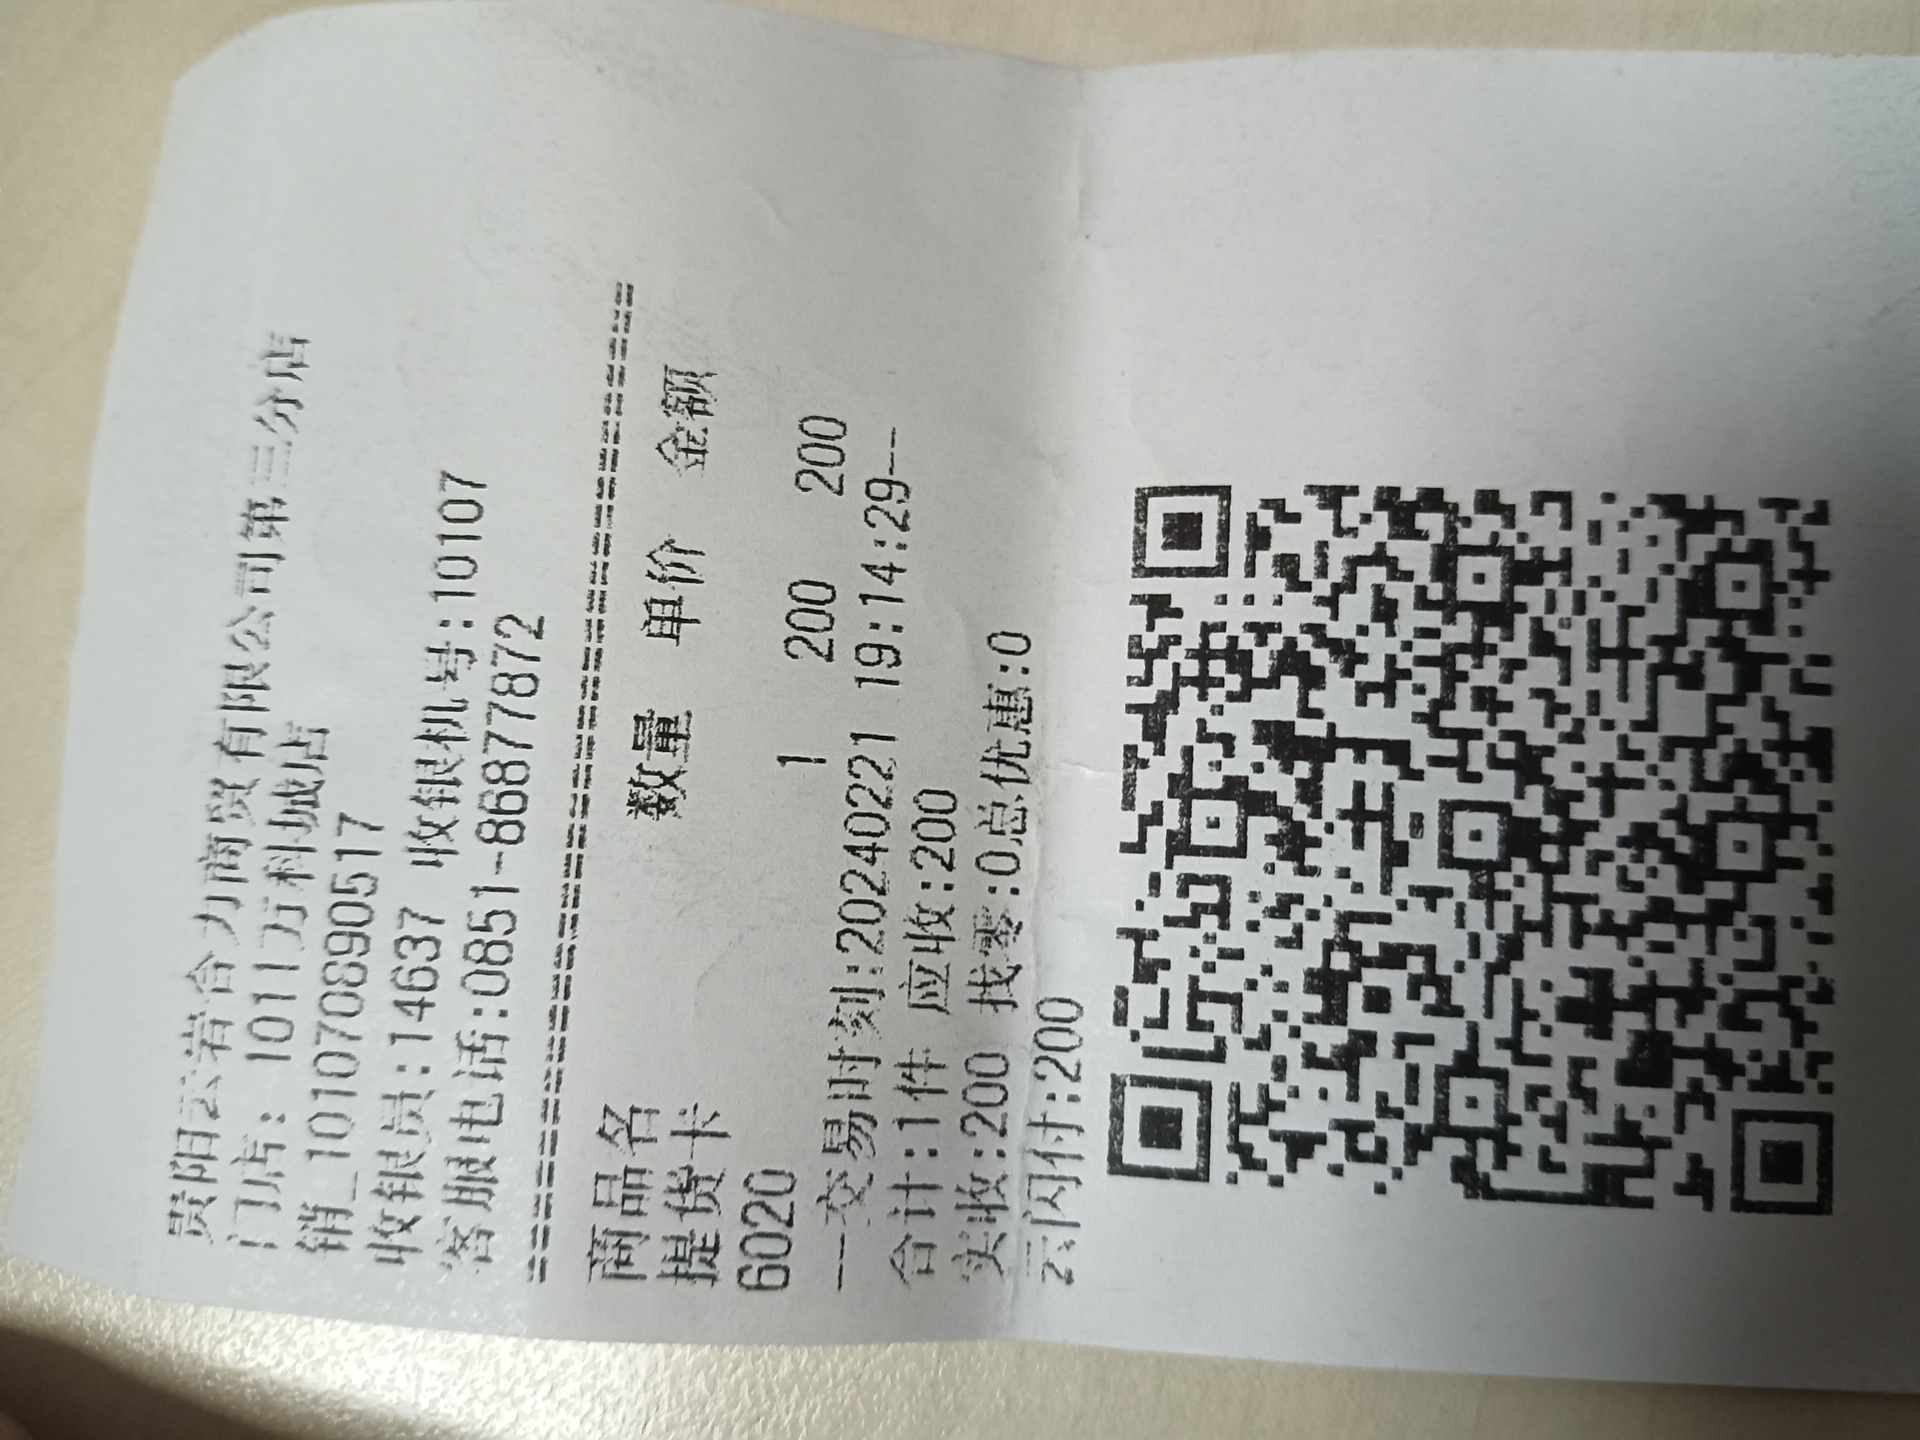 贵阳云岩合力商贸有限公司第三分店
门店：1011万科城店
销_101070890517
收银员:14637 收银机号:10107
客服电话:0851-86877872
================================
商品名 数量 单价 金额
提货卡
6020 1 200 200
--交易时刻:20240221 19:14:29--
合计:1件 应收:200
实收:200 找零:0总优惠:0
云闪付:200